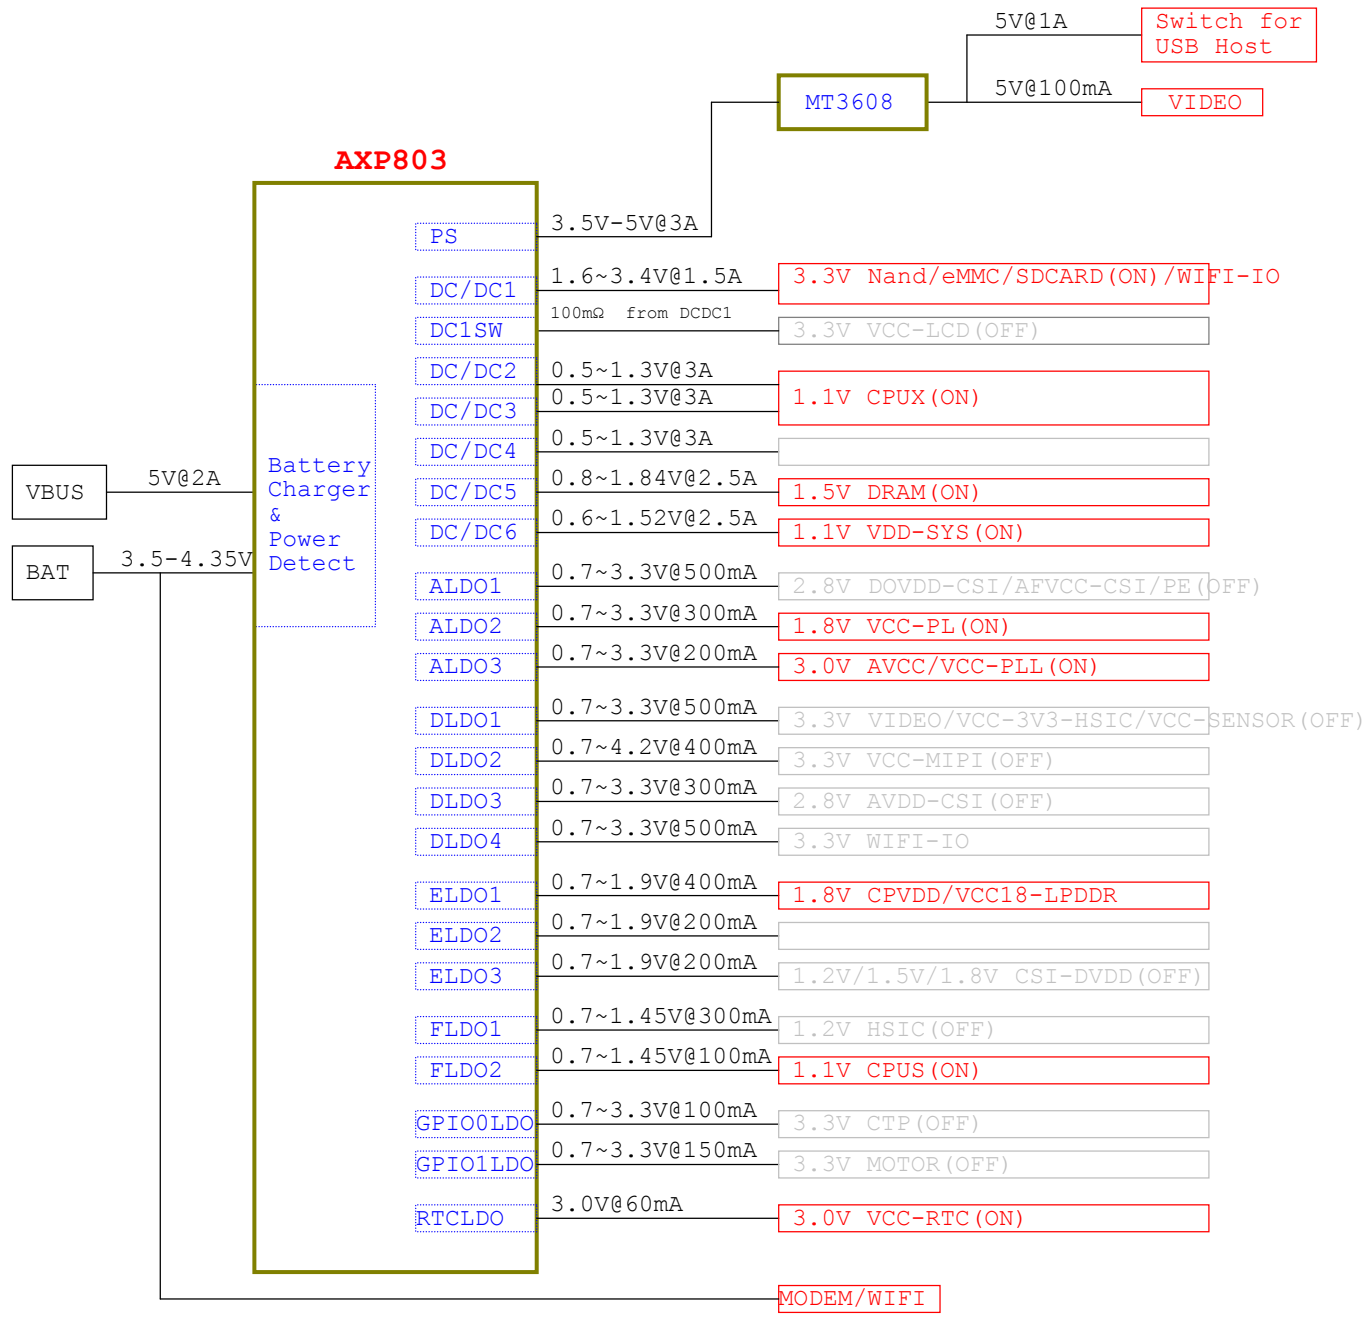 5V@1A
Switch for
USB Host
MT3608
5V@100mA
VIDEO
AXP803
PS
3.5V-5V@3A
DC/DC1
1.6~3.4V@1.5A
3.3V Nand/eMMC/SDCARD(ON)/WIFI-IO
DC1SW
100mΩ from DCDC1
3.3V VCC-LCD(OFF)
DC/DC2
0.5~1.3V@3A
DC/DC3
0.5~1.3V@3A
1.1V CPUX(ON)
DC/DC4
0.5~1.3V@3A
VBUS
5V@2A
BAT
3.5-4.35V
Battery
Charger
&
Power
Detect
DC/DC5
0.8~1.84V@2.5A
1.5V DRAM(ON)
DC/DC6
0.6~1.52V@2.5A
1.1V VDD-SYS(ON)
ALDO1
0.7~3.3V@500mA
2.8V DOVDD-CSI/AFVCC-CSI/PE(OFF)
ALDO2
0.7~3.3V@300mA
1.8V VCC-PL(ON)
ALDO3
0.7~3.3V@200mA
3.0V AVCC/VCC-PLL(ON)
DLDO1
0.7~3.3V@500mA
3.3V VIDEO/VCC-3V3-HSIC/VCC-SENSOR(OFF)
DLDO2
0.7~4.2V@400mA
3.3V VCC-MIPI(OFF)
DLDO3
0.7~3.3V@300mA
2.8V AVDD-CSI(OFF)
DLDO4
0.7~3.3V@500mA
3.3V WIFI-IO
ELDO1
0.7~1.9V@400mA
1.8V CPVDD/VCC18-LPDDR
ELDO2
0.7~1.9V@200mA
ELDO3
0.7~1.9V@200mA
1.2V/1.5V/1.8V CSI-DVDD(OFF)
FLDO1
0.7~1.45V@300mA
1.2V HSIC(OFF)
FLDO2
0.7~1.45V@100mA
1.1V CPUS(ON)
GPIO0LDO
0.7~3.3V@100mA
3.3V CTP(OFF)
GPIO1LDO
0.7~3.3V@150mA
3.3V MOTOR(OFF)
RTCLDO
3.0V@60mA
3.0V VCC-RTC(ON)
MODEM/WIFI